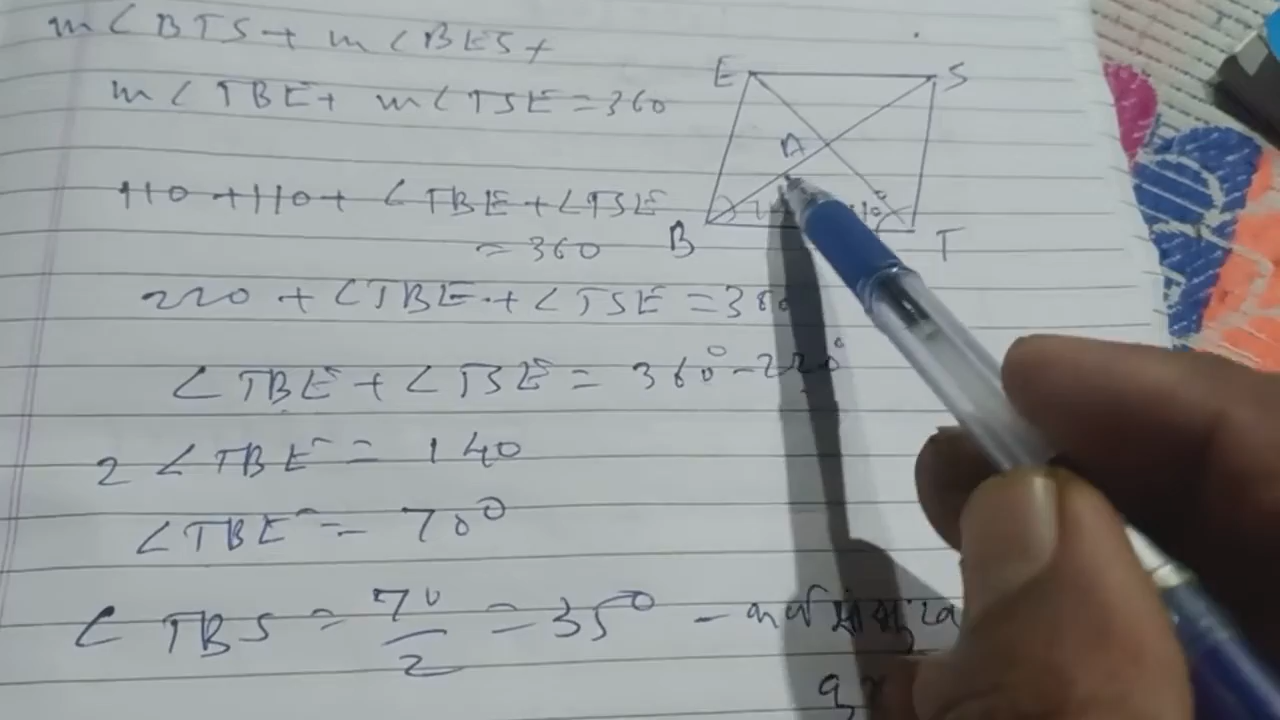 m∠BTS + m∠BES +
m∠TBE + m∠TSE = 360
110 + 110 + ∠TBE + ∠TSE
= 360
220 + ∠TBE + ∠TSE = 360
∠TBE + ∠TSE = 360° - 220°
2 ∠TBE = 140
∠TBE = 70°
∠TBS = 70/2 = 35° -
E
S
A
B
T